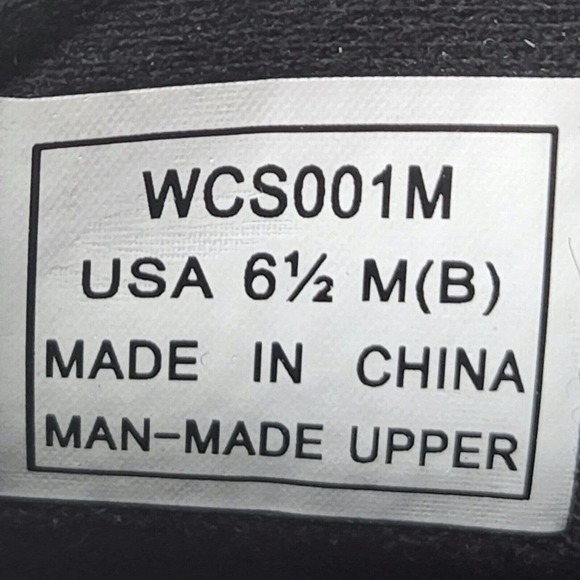 WCS001M
USA 6½ M(B)
MADE IN CHINA
MAN-MADE UPPER